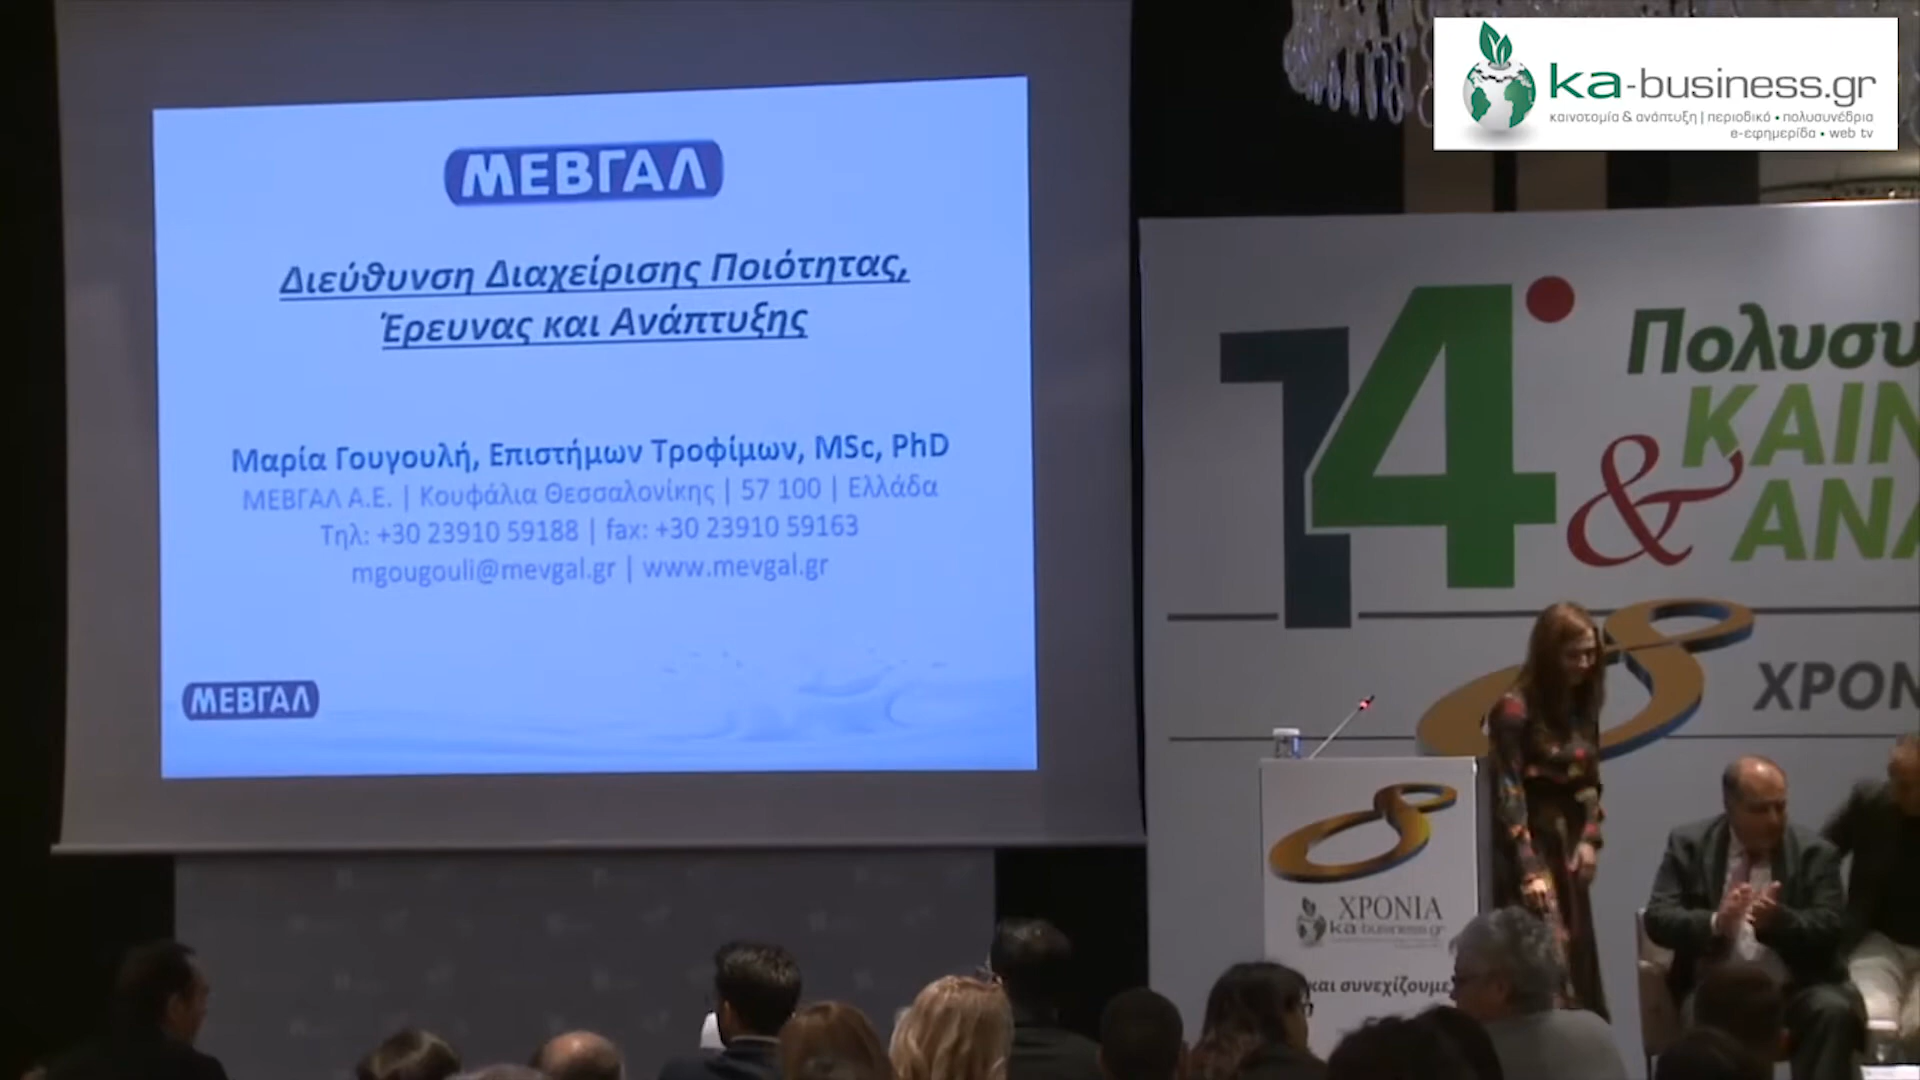 ka-business.gr
καινοτομία & ανάπτυξη | περιοδικό • πολυσυνέδρια
e-εφημερίδα • web tv
ΜΕΒΓΑΛ
Διεύθυνση Διαχείρισης Ποιότητας,
Έρευνας και Ανάπτυξης
Μαρία Γουγουλή, Επιστήμων Τροφίμων, MSc, PhD
ΜΕΒΓΑΛ Α.Ε. | Κουφάλια Θεσσαλονίκης | 57 100 | Ελλάδα
Τηλ: +30 23910 59188 | fax: +30 23910 59163
mgougouli@mevgal.gr | www.mevgal.gr
ΜΕΒΓΑΛ
14
Πολυσυ
ΚΑΙΝ
& ΑΝΑ
8 ΧΡΟΝ
8
ΧΡΟΝΙΑ
ka-business.gr
και συνεχίζουμε